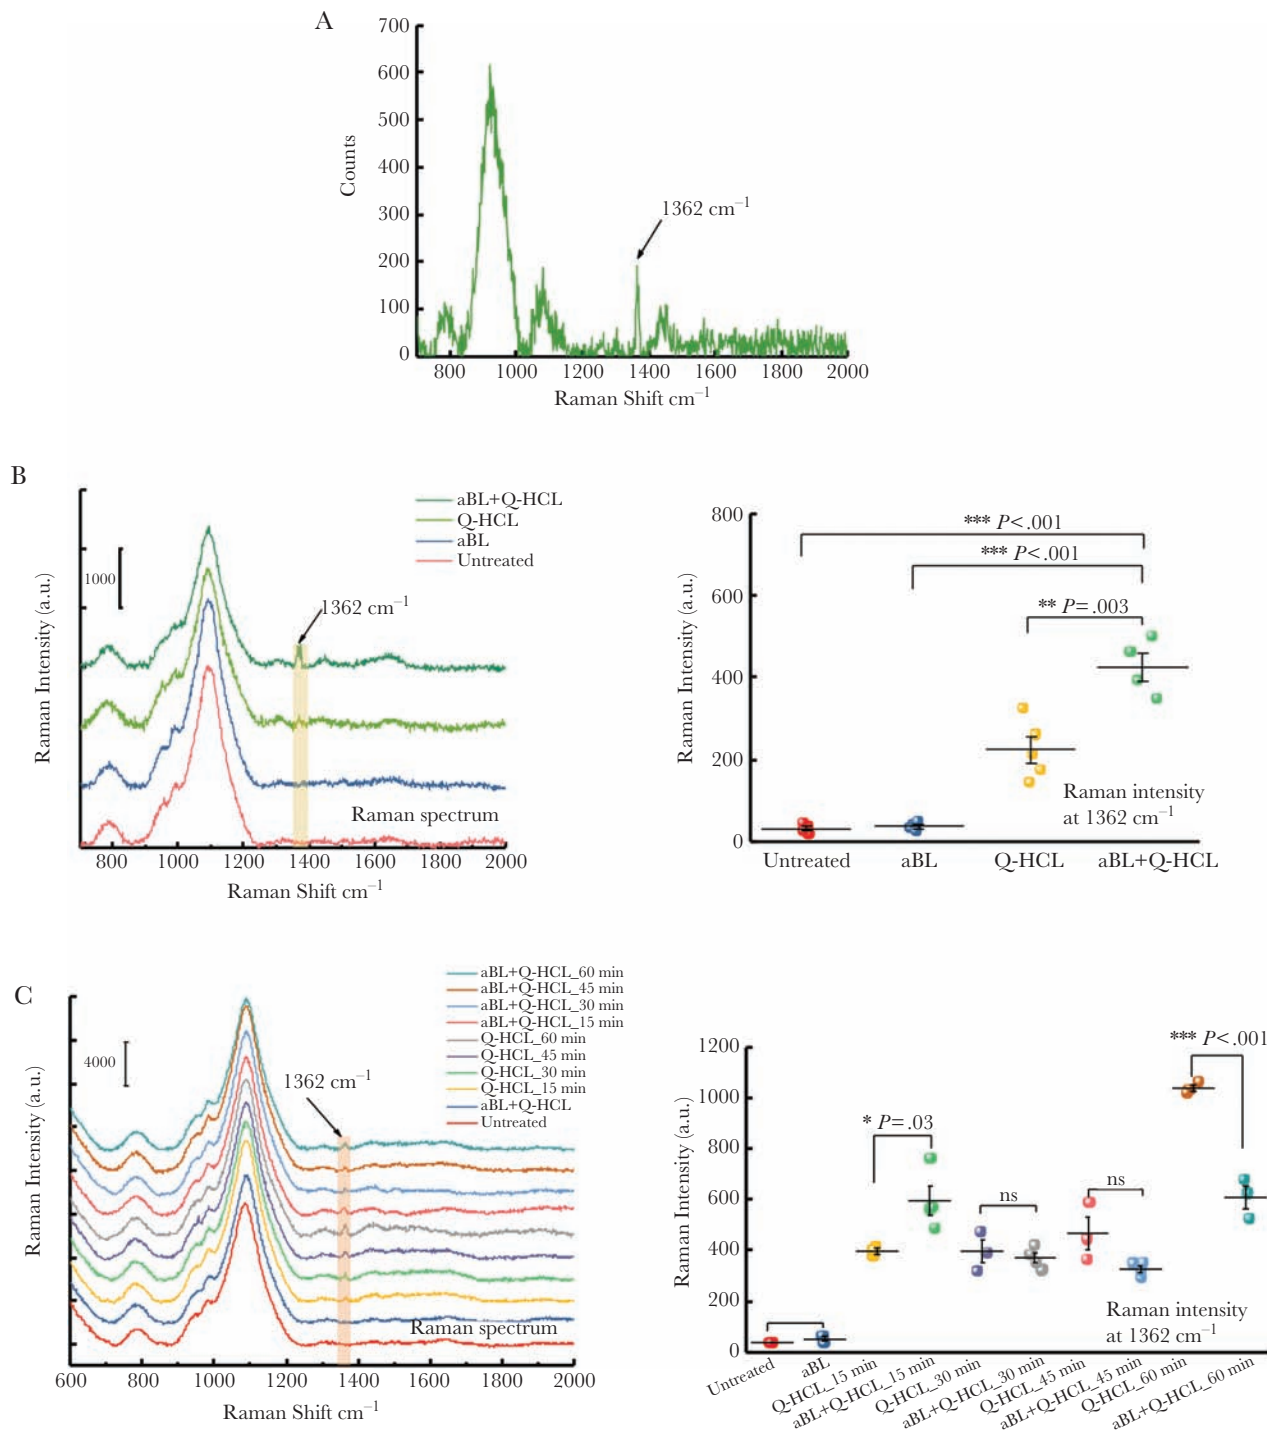 A
700
600
500
400
300
200
100
0
Counts
1362 cm⁻¹
800 1000 1200 1400 1600 1800 2000
Raman Shift cm⁻¹
B
aBL+Q-HCL
Q-HCL
aBL
Untreated
1000
1362 cm⁻¹
Raman Intensity (a.u.)
Raman spectrum
800 1000 1200 1400 1600 1800 2000
Raman Shift cm⁻¹
800
600
400
200
0
Raman Intensity (a.u.)
*** P<.001
*** P<.001
** P=.003
Raman intensity
at 1362 cm⁻¹
Untreated aBL Q-HCL aBL+Q-HCL
C
aBL+Q-HCL_60 min
aBL+Q-HCL_45 min
aBL+Q-HCL_30 min
aBL+Q-HCL_15 min
Q-HCL_60 min
Q-HCL_45 min
Q-HCL_30 min
Q-HCL_15 min
aBL+Q-HCL
Untreated
4000
1362 cm⁻¹
Raman Intensity (a.u.)
Raman spectrum
600 800 1000 1200 1400 1600 1800 2000
Raman Shift cm⁻¹
1200
1000
800
600
400
200
0
Raman Intensity (a.u.)
*** P<.001
* P=.03
ns
ns
Raman intensity
at 1362 cm⁻¹
Untreated
aBL
Q-HCL_15 min
aBL+Q-HCL_15 min
Q-HCL_30 min
aBL+Q-HCL_30 min
Q-HCL_45 min
aBL+Q-HCL_45 min
Q-HCL_60 min
aBL+Q-HCL_60 min